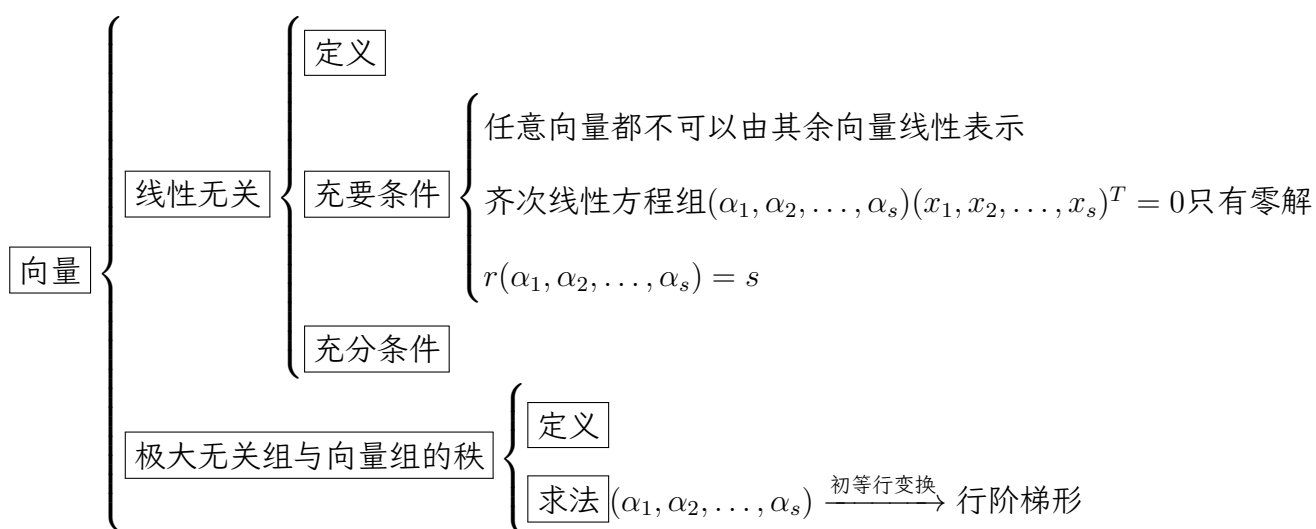 向量
线性无关
定义
充要条件
任意向量都不可以由其余向量线性表示
齐次线性方程组(α₁, α₂, . . . , αₛ)(x₁, x₂, . . . , xₛ)ᵀ = 0只有零解
r(α₁, α₂, . . . , αₛ) = s
充分条件
极大无关组与向量组的秩
定义
求法 (α₁, α₂, . . . , αₛ) 初等行变换→ 行阶梯形